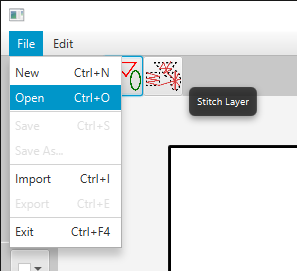 File Edit
New Ctrl+N
Open Ctrl+O
Stitch Layer
Save Ctrl+S
Save As...
Import Ctrl+I
Export Ctrl+E
Exit Ctrl+F4